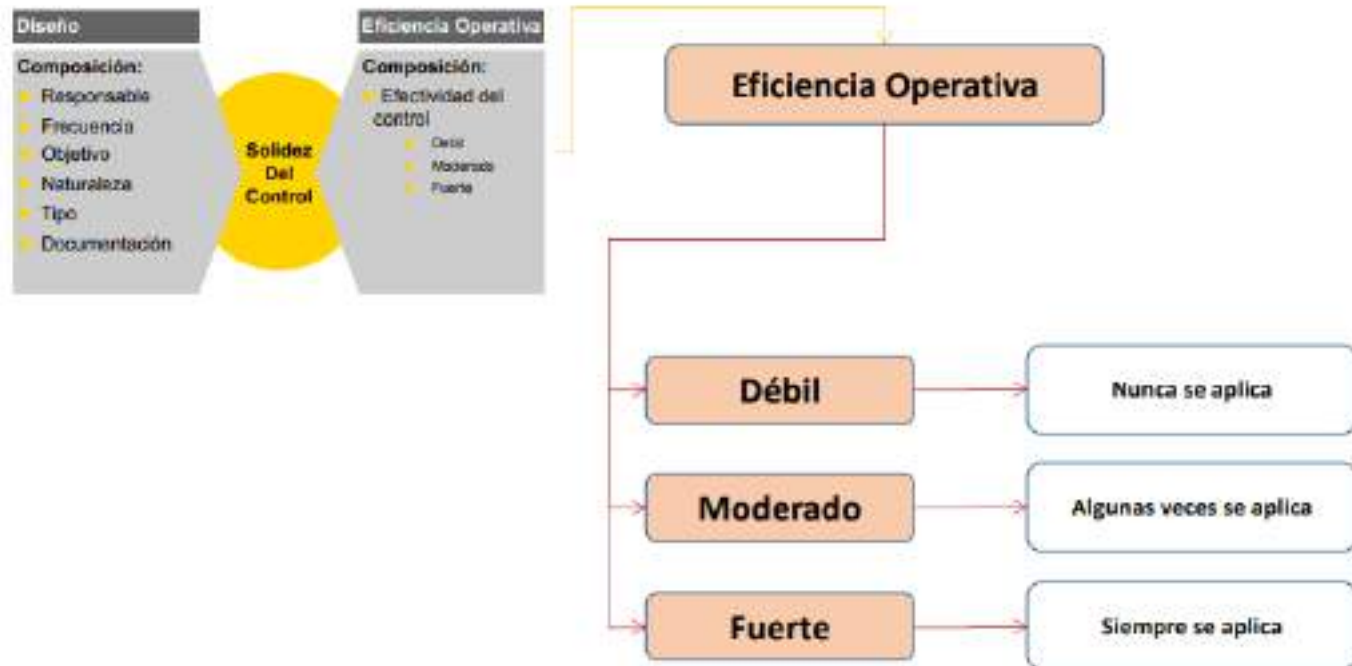 Diseño
Composición:
Responsable
Frecuencia
Objetivo
Naturaleza
Tipo
Documentación
Solidez
Del
Control
Eficiencia Operativa
Composición:
Efectividad del
control
Debil
Moderado
Fuerte
Eficiencia Operativa
Débil
Nunca se aplica
Moderado
Algunas veces se aplica
Fuerte
Siempre se aplica